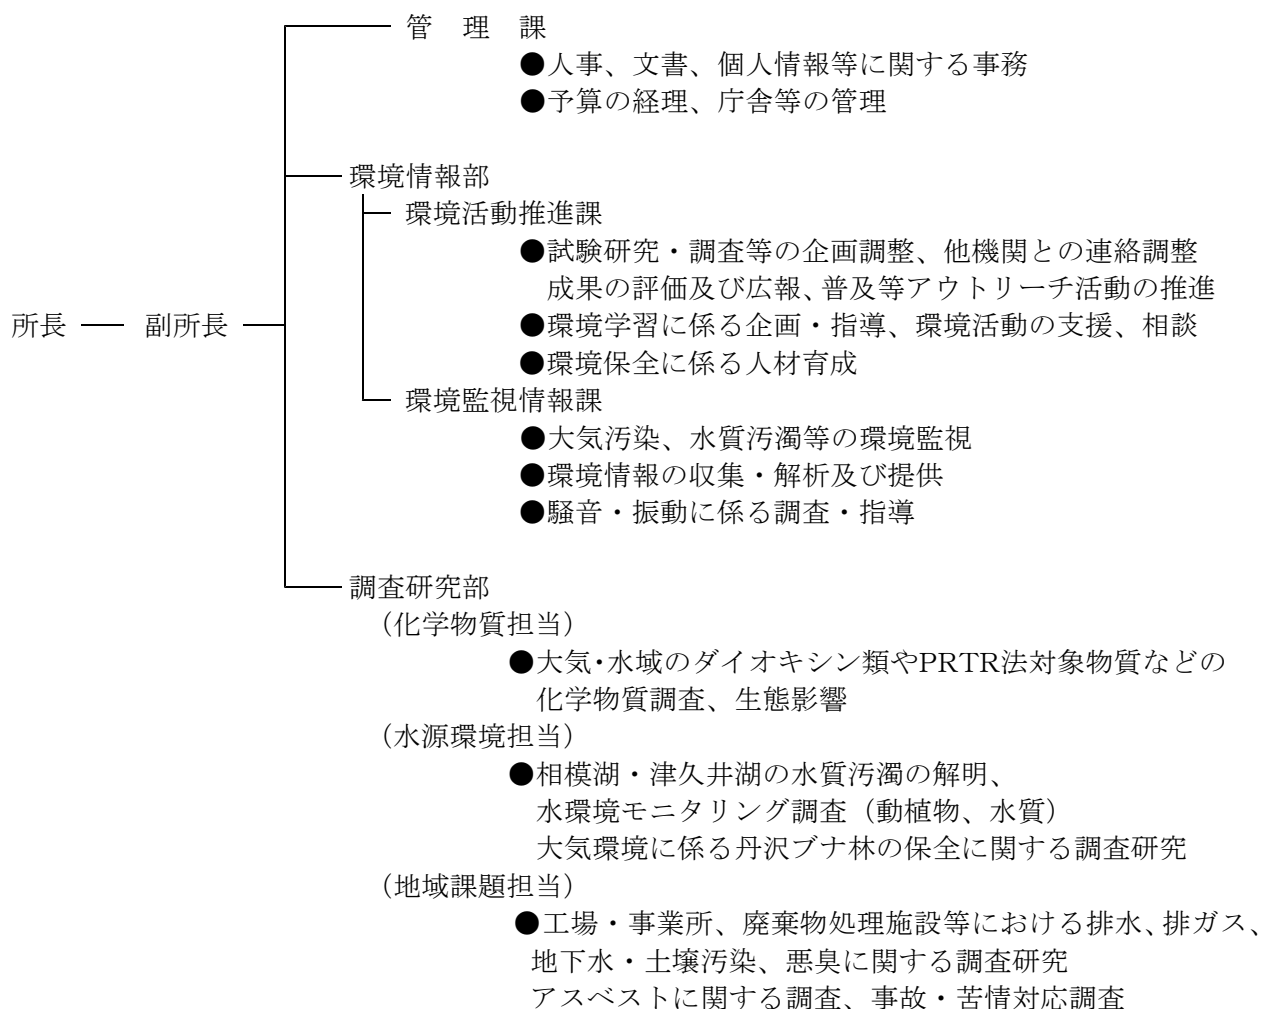 管　理　課
●人事、文書、個人情報等に関する事務
●予算の経理、庁舎等の管理
環境情報部
環境活動推進課
●試験研究・調査等の企画調整、他機関との連絡調整
成果の評価及び広報、普及等アウトリーチ活動の推進
所長 副所長
●環境学習に係る企画・指導、環境活動の支援、相談
●環境保全に係る人材育成
環境監視情報課
●大気汚染、水質汚濁等の環境監視
●環境情報の収集・解析及び提供
●騒音・振動に係る調査・指導
調査研究部
（化学物質担当）
●大気・水域のダイオキシン類やPRTR法対象物質などの
化学物質調査、生態影響
（水源環境担当）
●相模湖・津久井湖の水質汚濁の解明、
水環境モニタリング調査（動植物、水質）
大気環境に係る丹沢ブナ林の保全に関する調査研究
（地域課題担当）
●工場・事業所、廃棄物処理施設等における排水、排ガス、
地下水・土壌汚染、悪臭に関する調査研究
アスベストに関する調査、事故・苦情対応調査